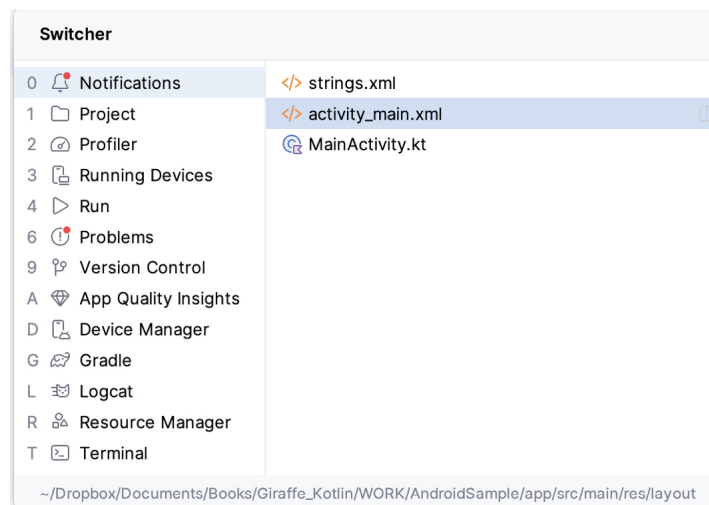 Switcher
0 Notifications
1 Project
2 Profiler
3 Running Devices
4 Run
6 Problems
9 Version Control
A App Quality Insights
D Device Manager
G Gradle
L Logcat
R Resource Manager
T Terminal
</> strings.xml
</> activity_main.xml
MainActivity.kt
~/Dropbox/Documents/Books/Giraffe_Kotlin/WORK/AndroidSample/app/src/main/res/layout